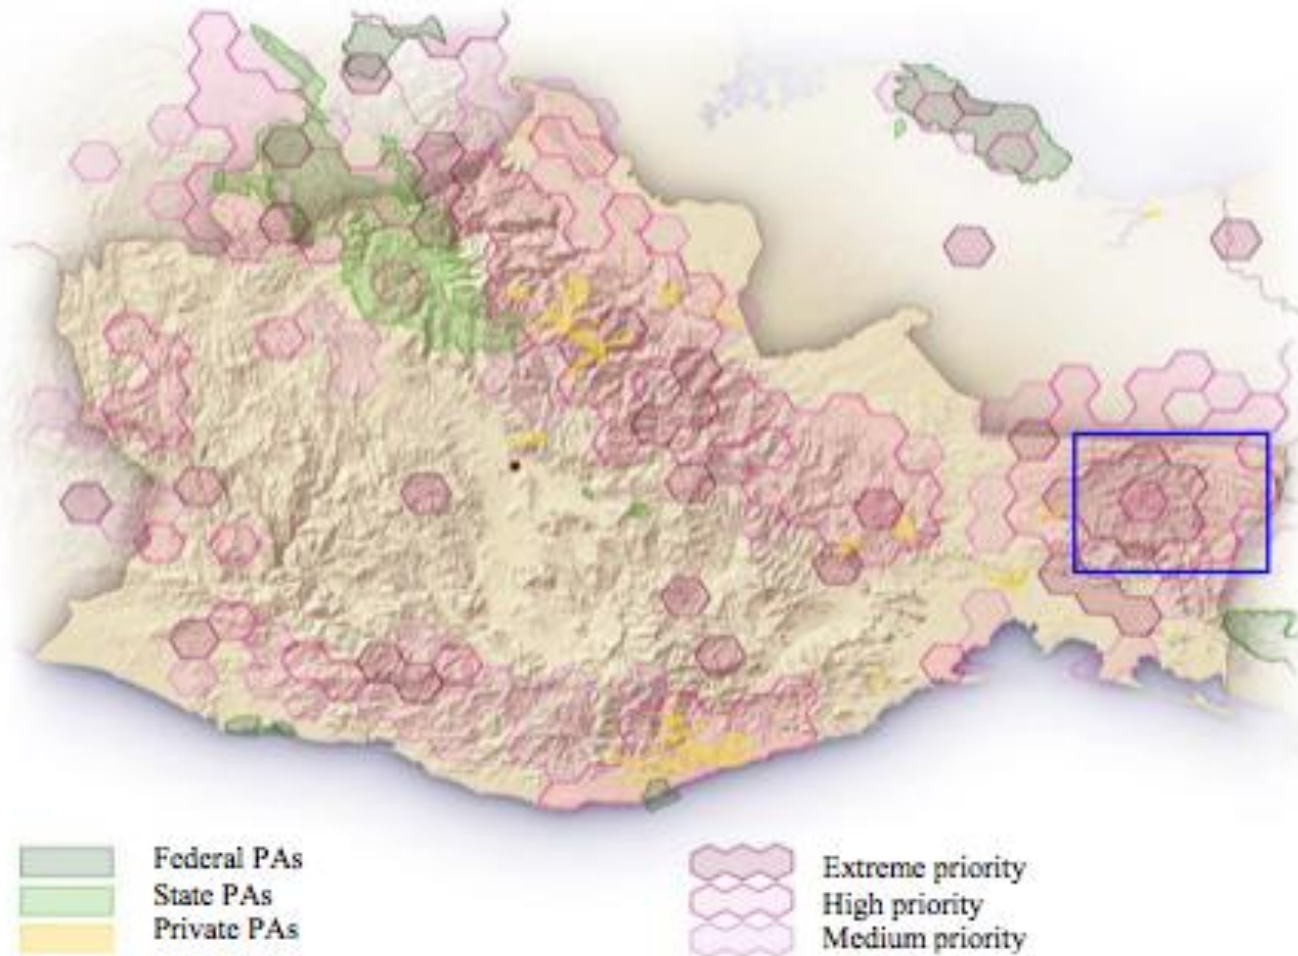 Federal PAs
State PAs
Private PAs
Extreme priority
High priority
Medium priority